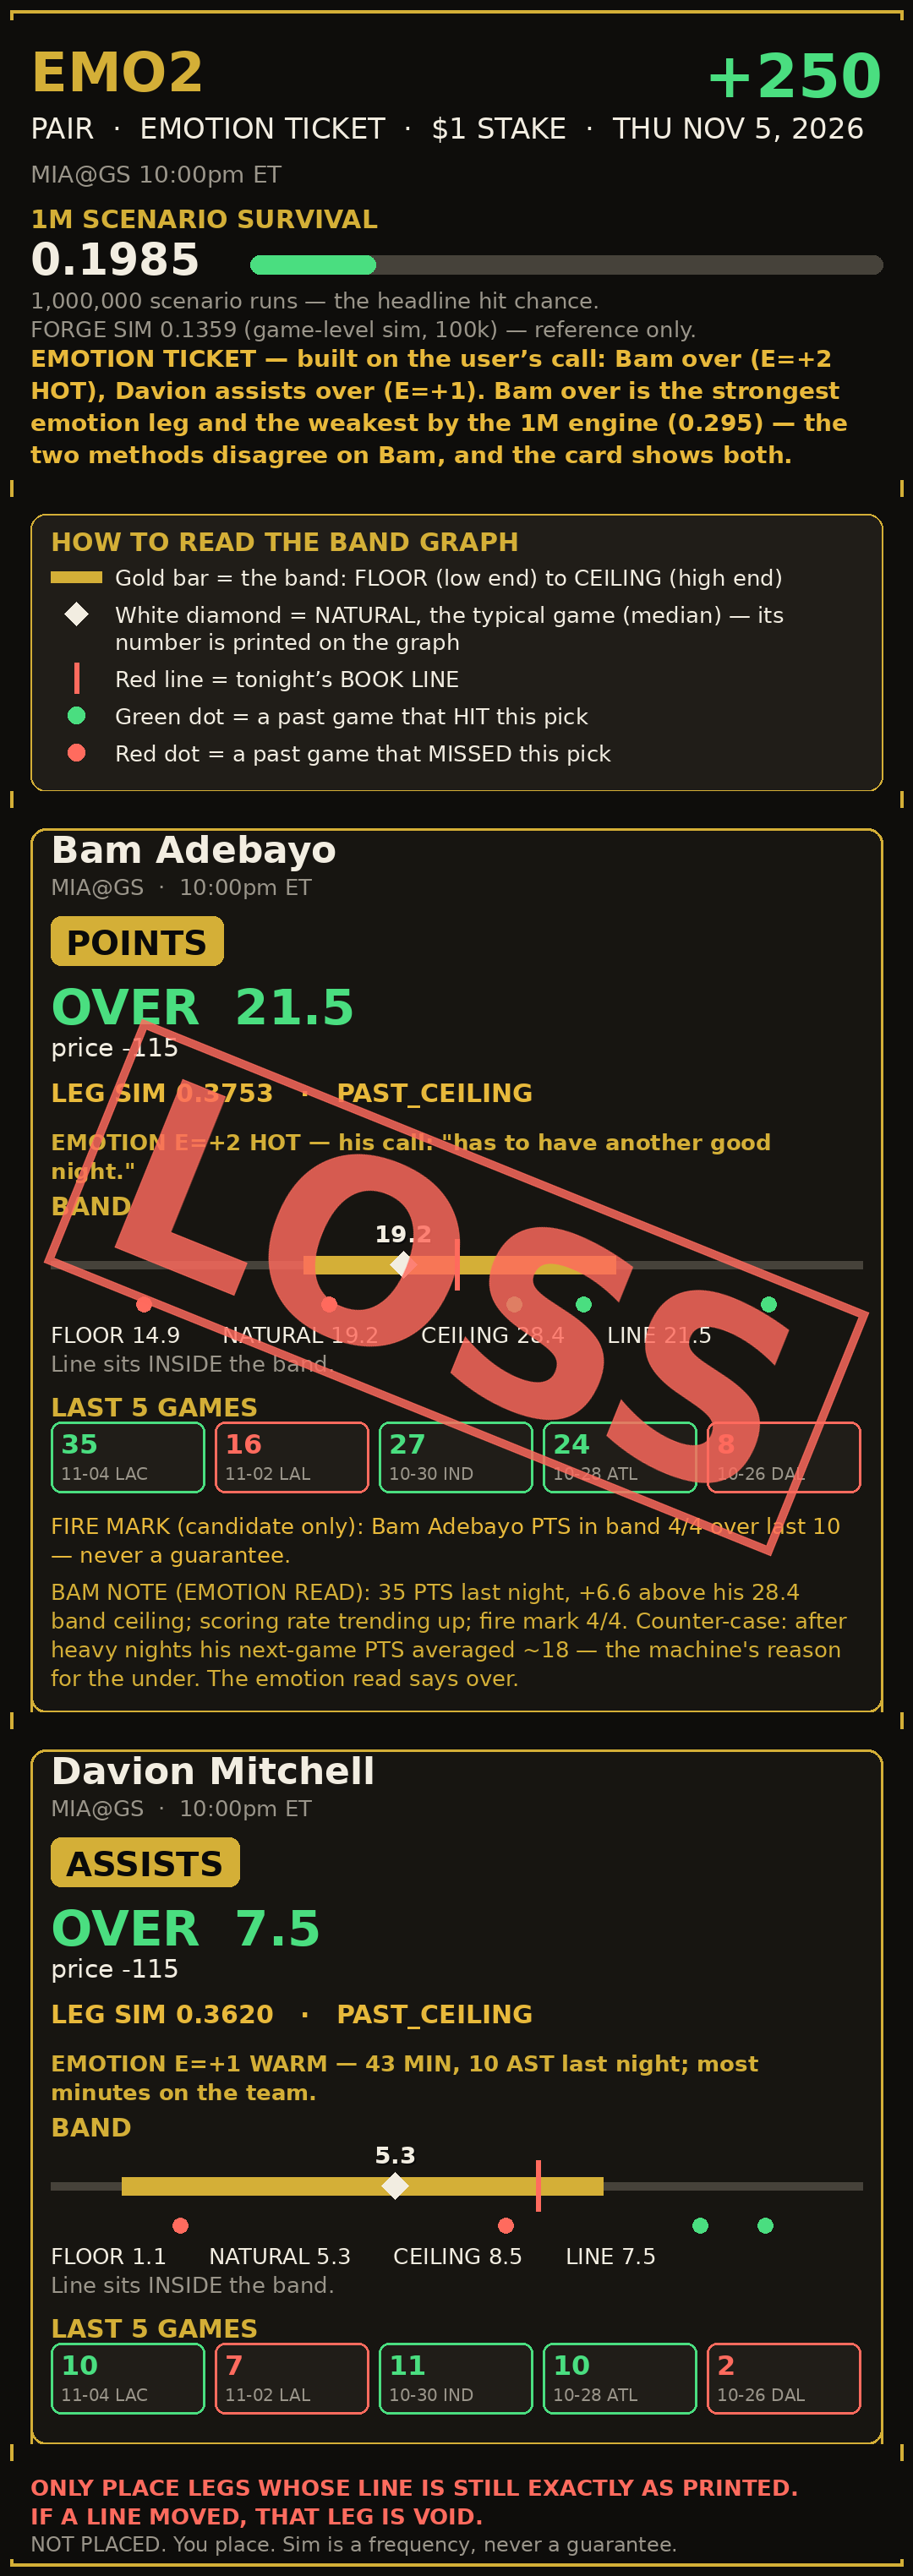 EMO2
+250
PAIR · EMOTION TICKET · $1 STAKE · THU NOV 5, 2026
MIA@GS 10:00pm ET
1M SCENARIO SURVIVAL
0.1985
1,000,000 scenario runs — the headline hit chance.
FORGE SIM 0.1359 (game-level sim, 100k) — reference only.
EMOTION TICKET — built on the user’s call: Bam over (E=+2
HOT), Davion assists over (E=+1). Bam over is the strongest
emotion leg and the weakest by the 1M engine (0.295) — the
two methods disagree on Bam, and the card shows both.
HOW TO READ THE BAND GRAPH
Gold bar = the band: FLOOR (low end) to CEILING (high end)
White diamond = NATURAL, the typical game (median) — its
number is printed on the graph
Red line = tonight’s BOOK LINE
Green dot = a past game that HIT this pick
Red dot = a past game that MISSED this pick
Bam Adebayo
MIA@GS · 10:00pm ET
POINTS
OVER 21.5
price -115
LEG SIM 0.3753 · PAST_CEILING
EMOTION E=+2 HOT — his call: "has to have another good
night."
BAND
19.2
LOSS
FLOOR 14.9 NATURAL 19.2 CEILING 28.4 LINE 21.5
Line sits INSIDE the band.
LAST 5 GAMES
35 16 27 24 8
11-04 LAC 11-02 LAL 10-30 IND 10-28 ATL 10-26 DAL
FIRE MARK (candidate only): Bam Adebayo PTS in band 4/4 over last 10
— never a guarantee.
BAM NOTE (EMOTION READ): 35 PTS last night, +6.6 above his 28.4
band ceiling; scoring rate trending up; fire mark 4/4. Counter-case: after
heavy nights his next-game PTS averaged ~18 — the machine's reason
for the under. The emotion read says over.
Davion Mitchell
MIA@GS · 10:00pm ET
ASSISTS
OVER 7.5
price -115
LEG SIM 0.3620 · PAST_CEILING
EMOTION E=+1 WARM — 43 MIN, 10 AST last night; most
minutes on the team.
BAND
5.3
FLOOR 1.1 NATURAL 5.3 CEILING 8.5 LINE 7.5
Line sits INSIDE the band.
LAST 5 GAMES
10 7 11 10 2
11-04 LAC 11-02 LAL 10-30 IND 10-28 ATL 10-26 DAL
ONLY PLACE LEGS WHOSE LINE IS STILL EXACTLY AS PRINTED.
IF A LINE MOVED, THAT LEG IS VOID.
NOT PLACED. You place. Sim is a frequency, never a guarantee.